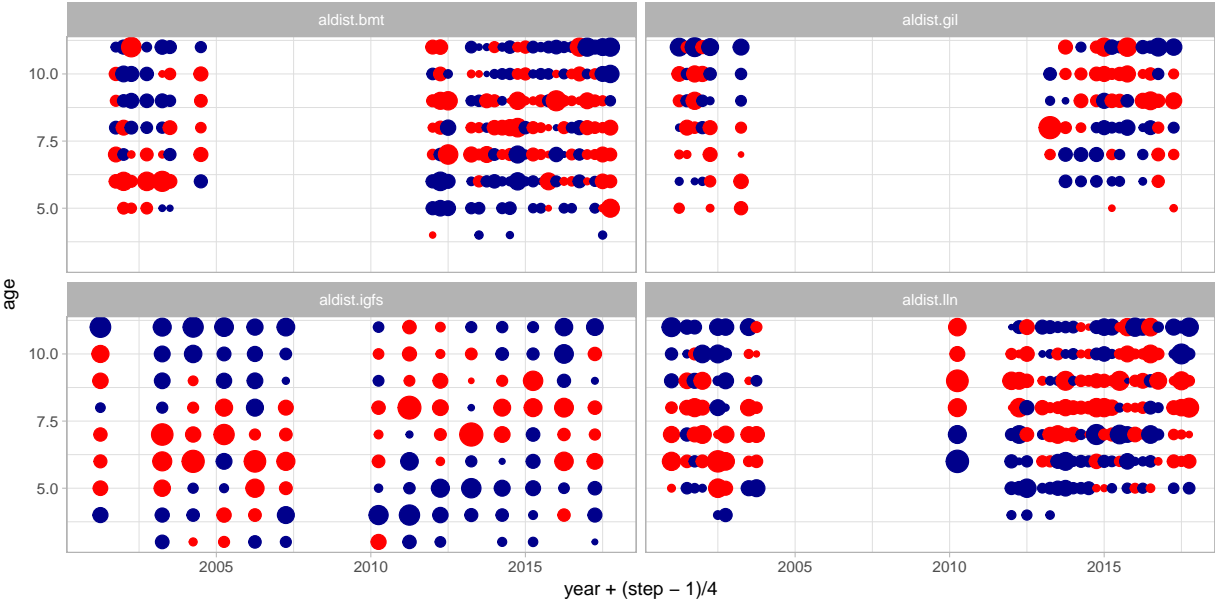 aldist.bmt
aldist.gil
10.0
7.5
5.0
age
aldist.igfs
aldist.lln
10.0
7.5
5.0
2005
2010
2015
2005
2010
2015
year + (step − 1)/4